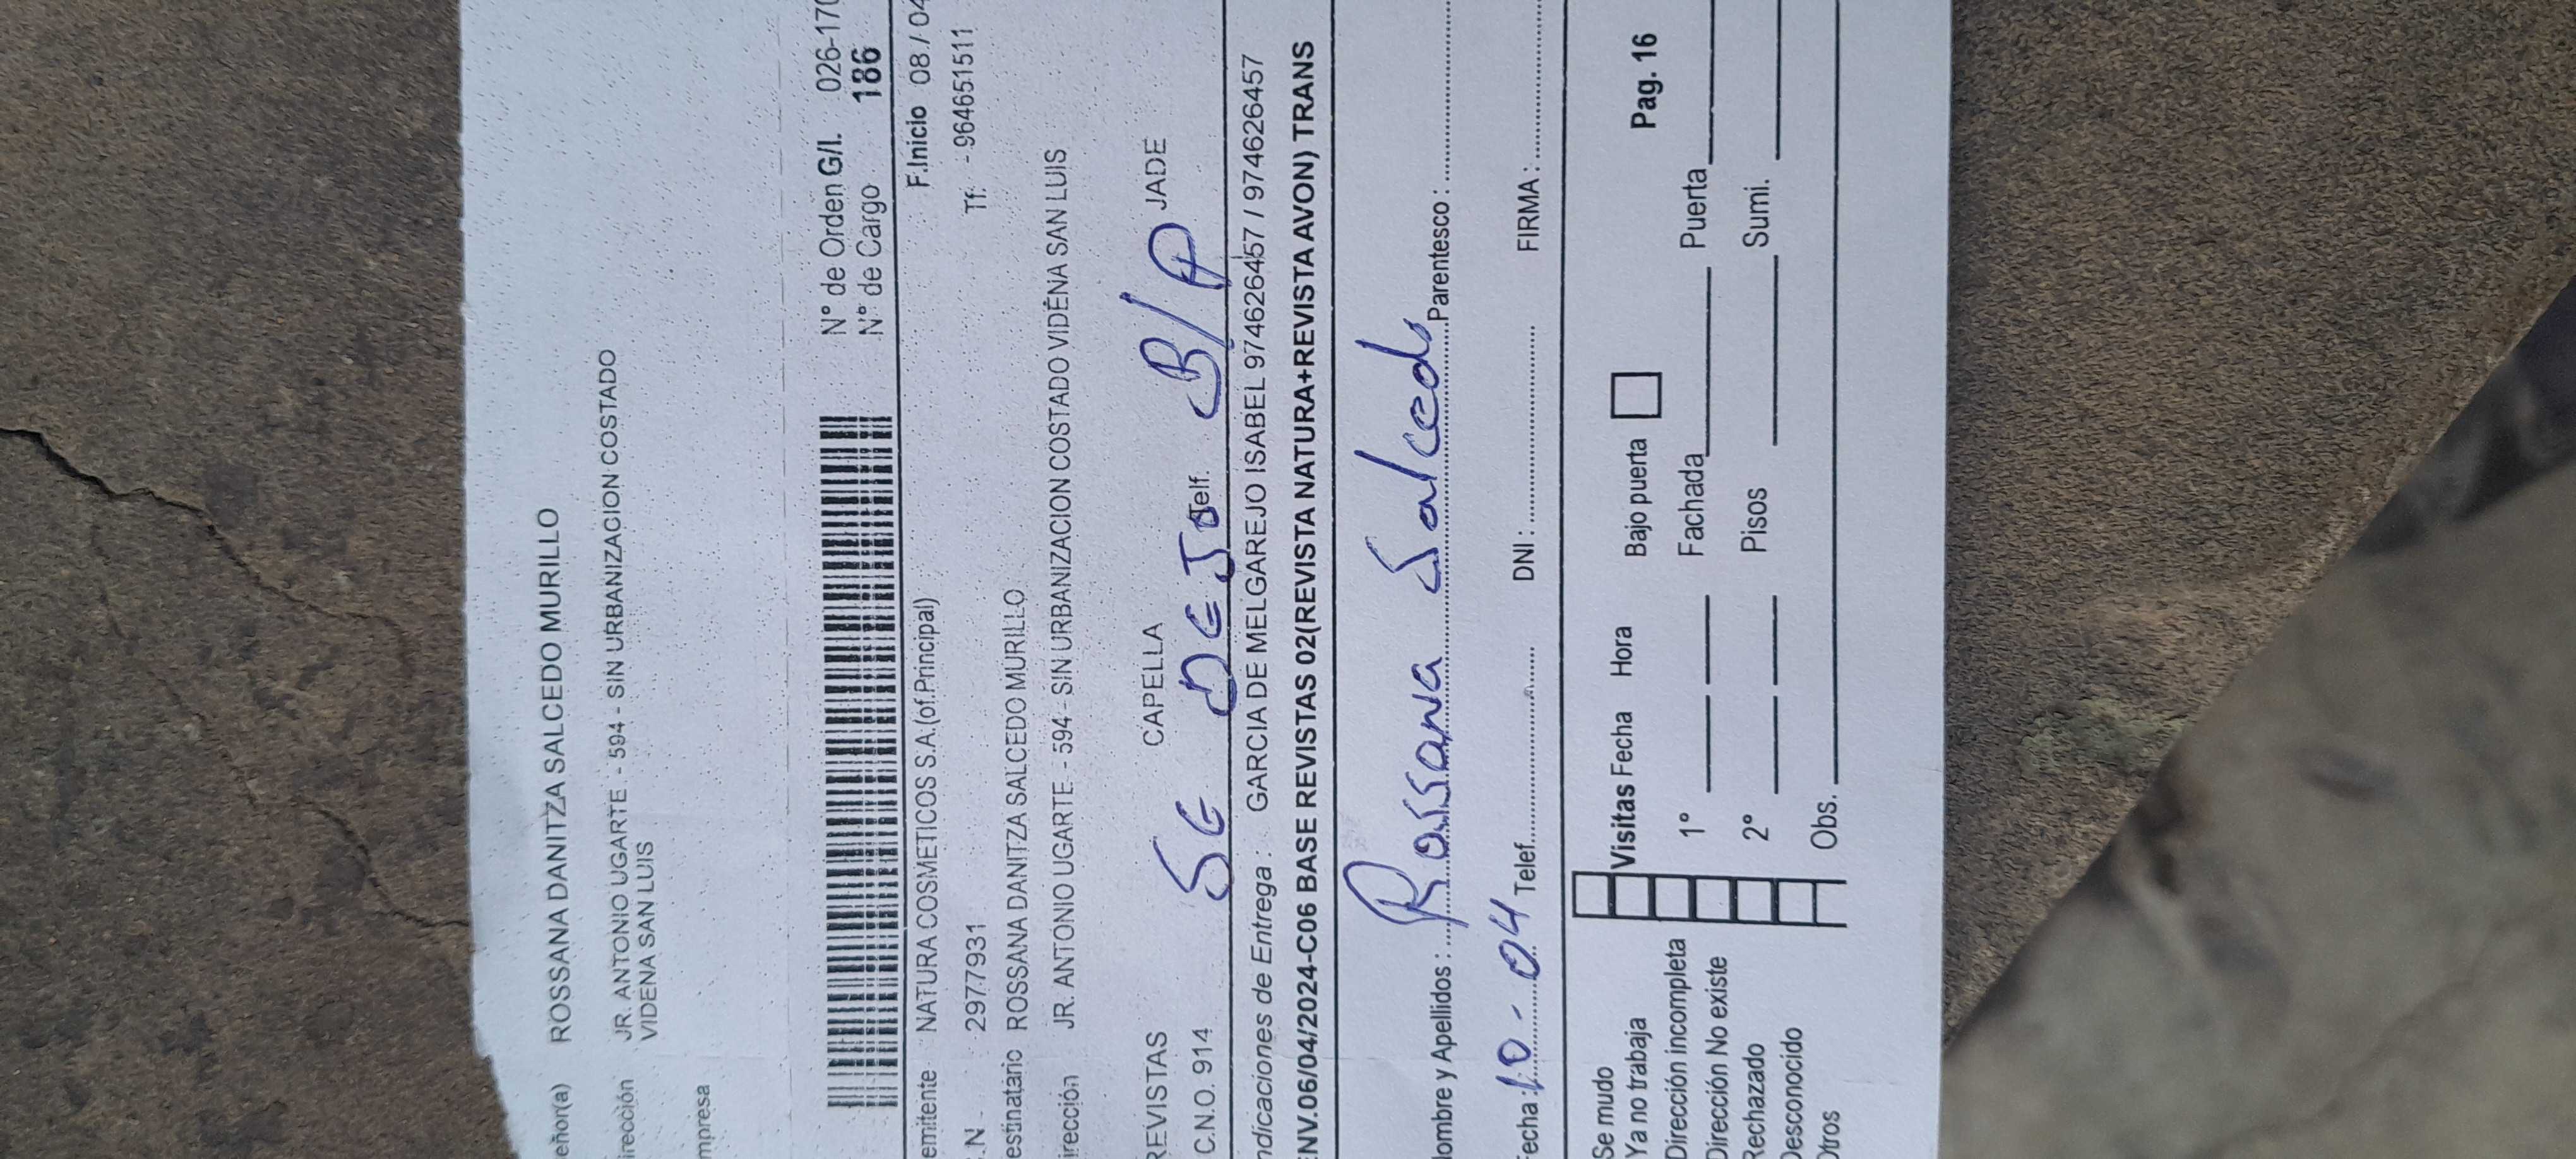 eñor(a) ROSSANA DANITZA SALCEDO MURILLO
irección JR. ANTONIO UGARTE - 594 - SIN URBANIZACION COSTADO
VIDENA SAN LUIS
mpresa
N° de Orden G/I. 026-170
N° de Cargo 186
emitente NATURA COSMETICOS S.A.(of.Principal) F.Inicio 08/04
.N 2977931 Tf: -964651511
estinatario ROSSANA DANITZA SALCEDO MURILLO
irección JR. ANTONIO UGARTE - 594 - SIN URBANIZACION COSTADO VIDENA SAN LUIS
REVISTAS CAPELLA JADE
C.N.O. 914 SE DEJO Telf. B/P
ndicaciones de Entrega: GARCIA DE MELGAREJO ISABEL 974626457 / 974626457
ENV.06/04/2024-C06 BASE REVISTAS 02(REVISTA NATURA+REVISTA AVON) TRANS
ombre y Apellidos: Rossana Salcedo Parentesco:
Fecha: 10-04 Telef. DNI: FIRMA:
Se mudo
Ya no trabaja Visitas Fecha Hora Bajo puerta Pag. 16
Dirección incompleta 1° Fachada Puerta
Dirección No existe
Rechazado 2° Pisos Sumi.
Desconocido
Otros Obs.